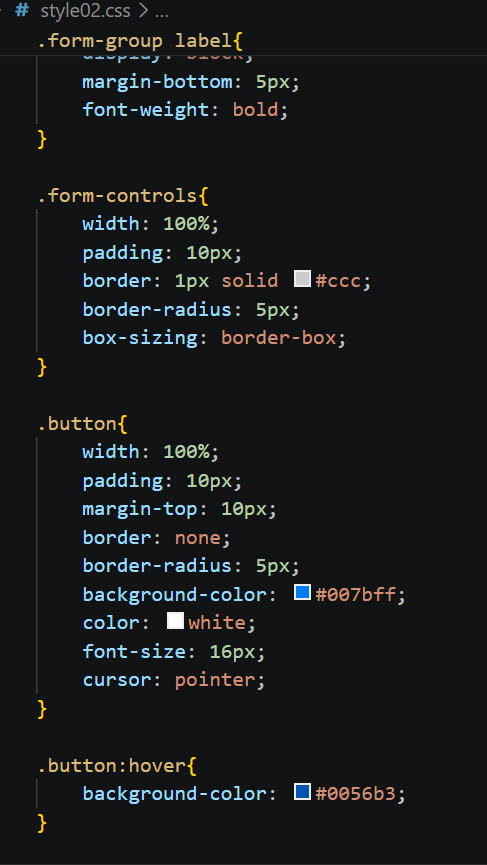 # style02.css > ...
.form-group label{
display: block;
margin-bottom: 5px;
font-weight: bold;
}
.form-controls{
width: 100%;
padding: 10px;
border: 1px solid #ccc;
border-radius: 5px;
box-sizing: border-box;
}
.button{
width: 100%;
padding: 10px;
margin-top: 10px;
border: none;
border-radius: 5px;
background-color: #007bff;
color: white;
font-size: 16px;
cursor: pointer;
}
.button:hover{
background-color: #0056b3;
}